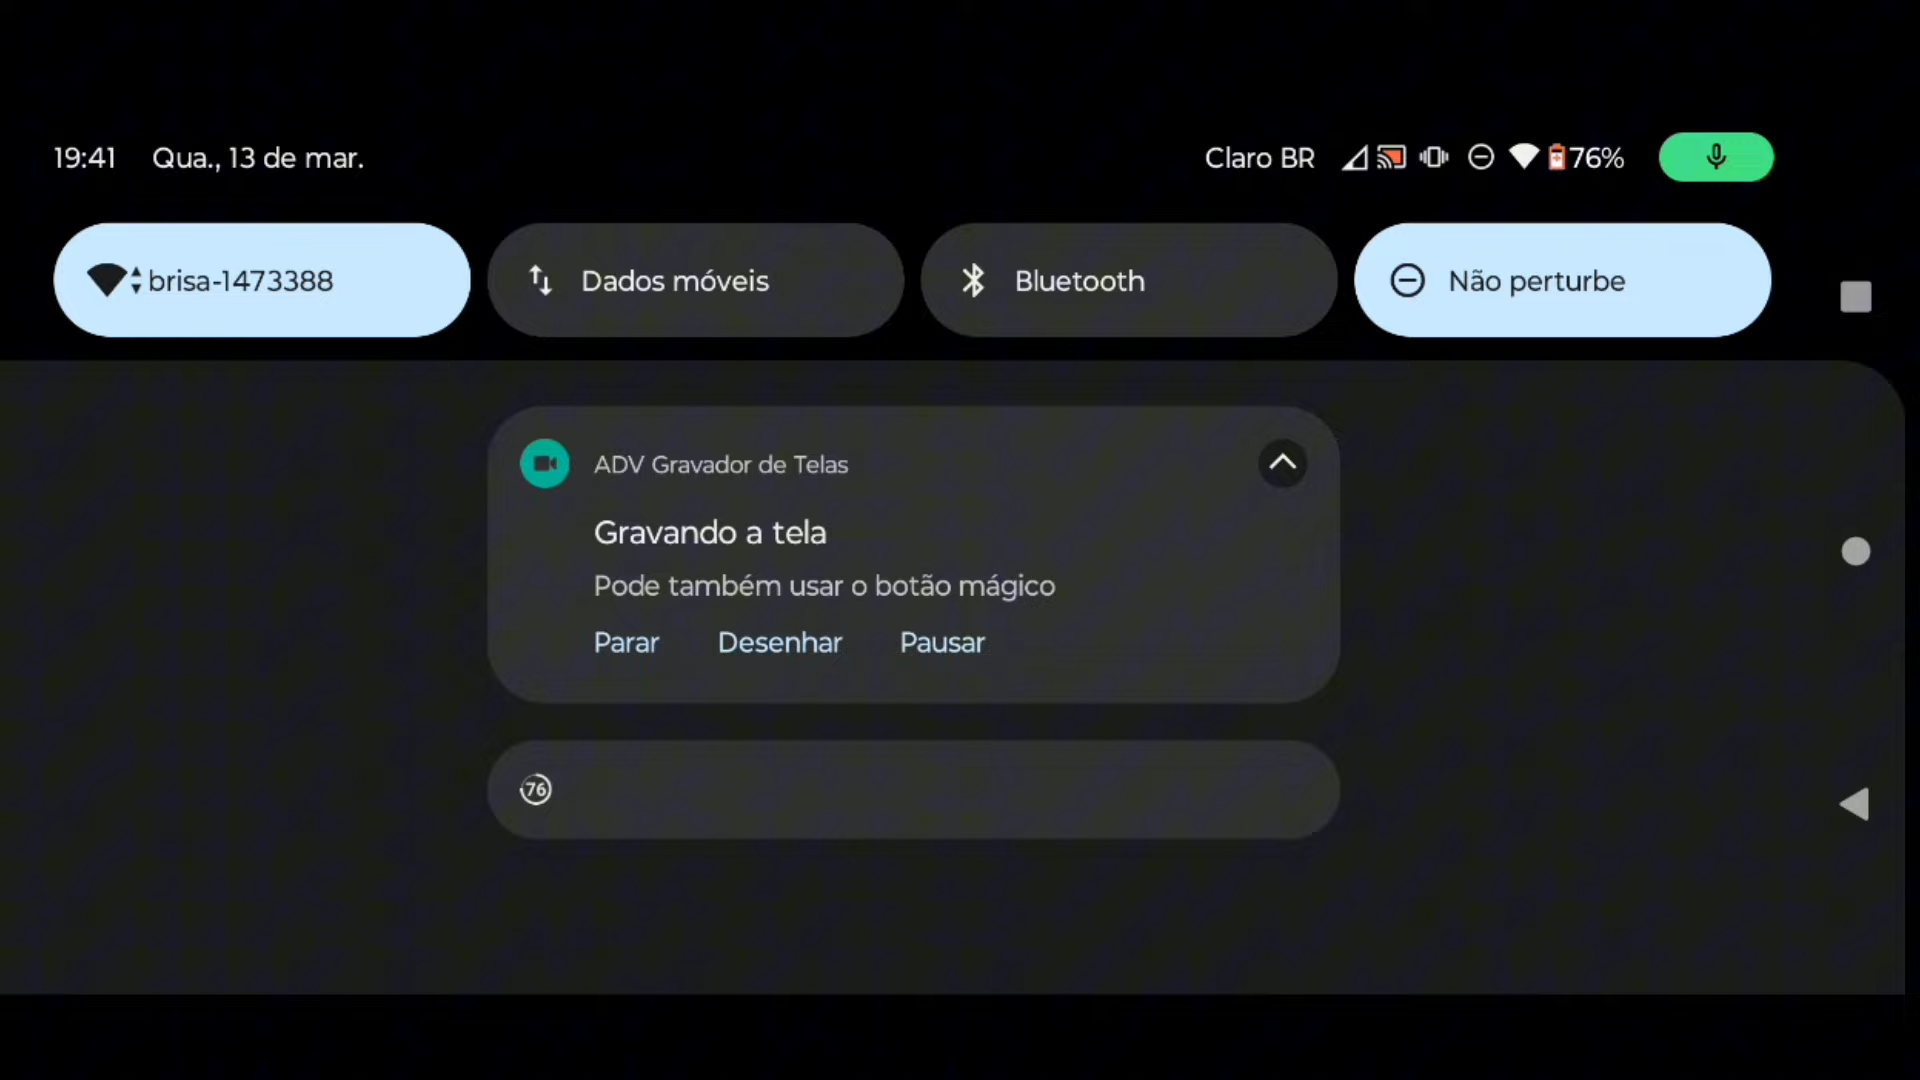 19:41 Qua., 13 de mar. Claro BR 76%
brisa-1473388 Dados móveis Bluetooth Não perturbe
ADV Gravador de Telas
Gravando a tela
Pode também usar o botão mágico
Parar Desenhar Pausar
76